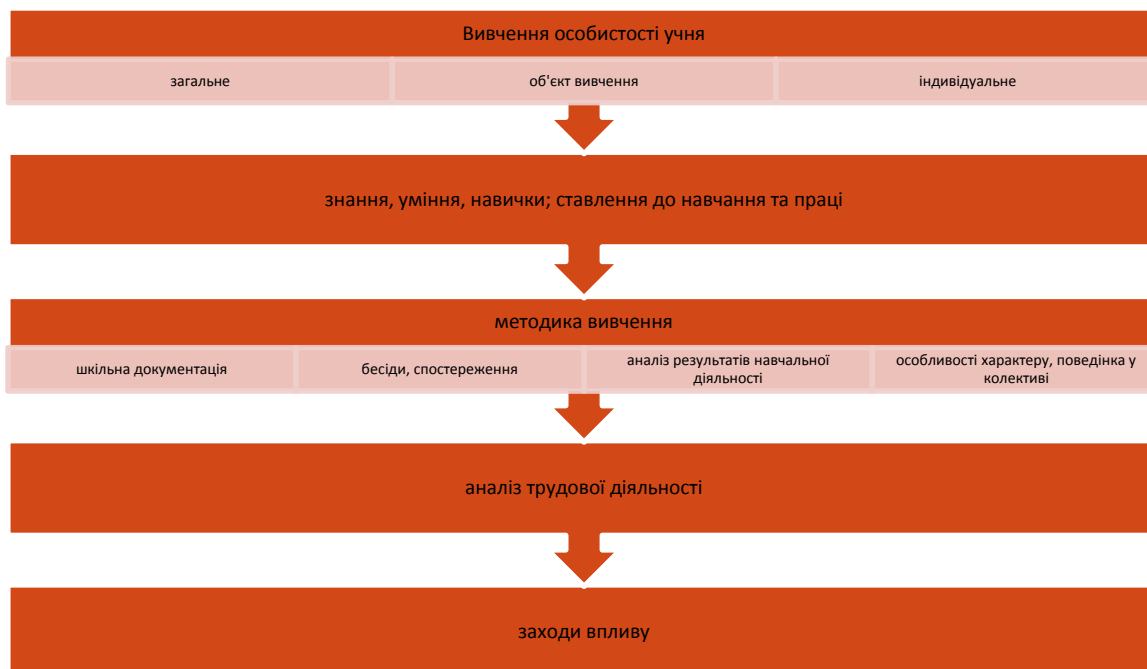 Вивчення особистості учня
загальне
об'єкт вивчення
індивідуальне
знання, уміння, навички; ставлення до навчання та праці
методика вивчення
шкільна документація
бесіди, спостереження
аналіз результатів навчальної
діяльності
особливості характеру, поведінка у
колективі
аналіз трудової діяльності
заходи впливу